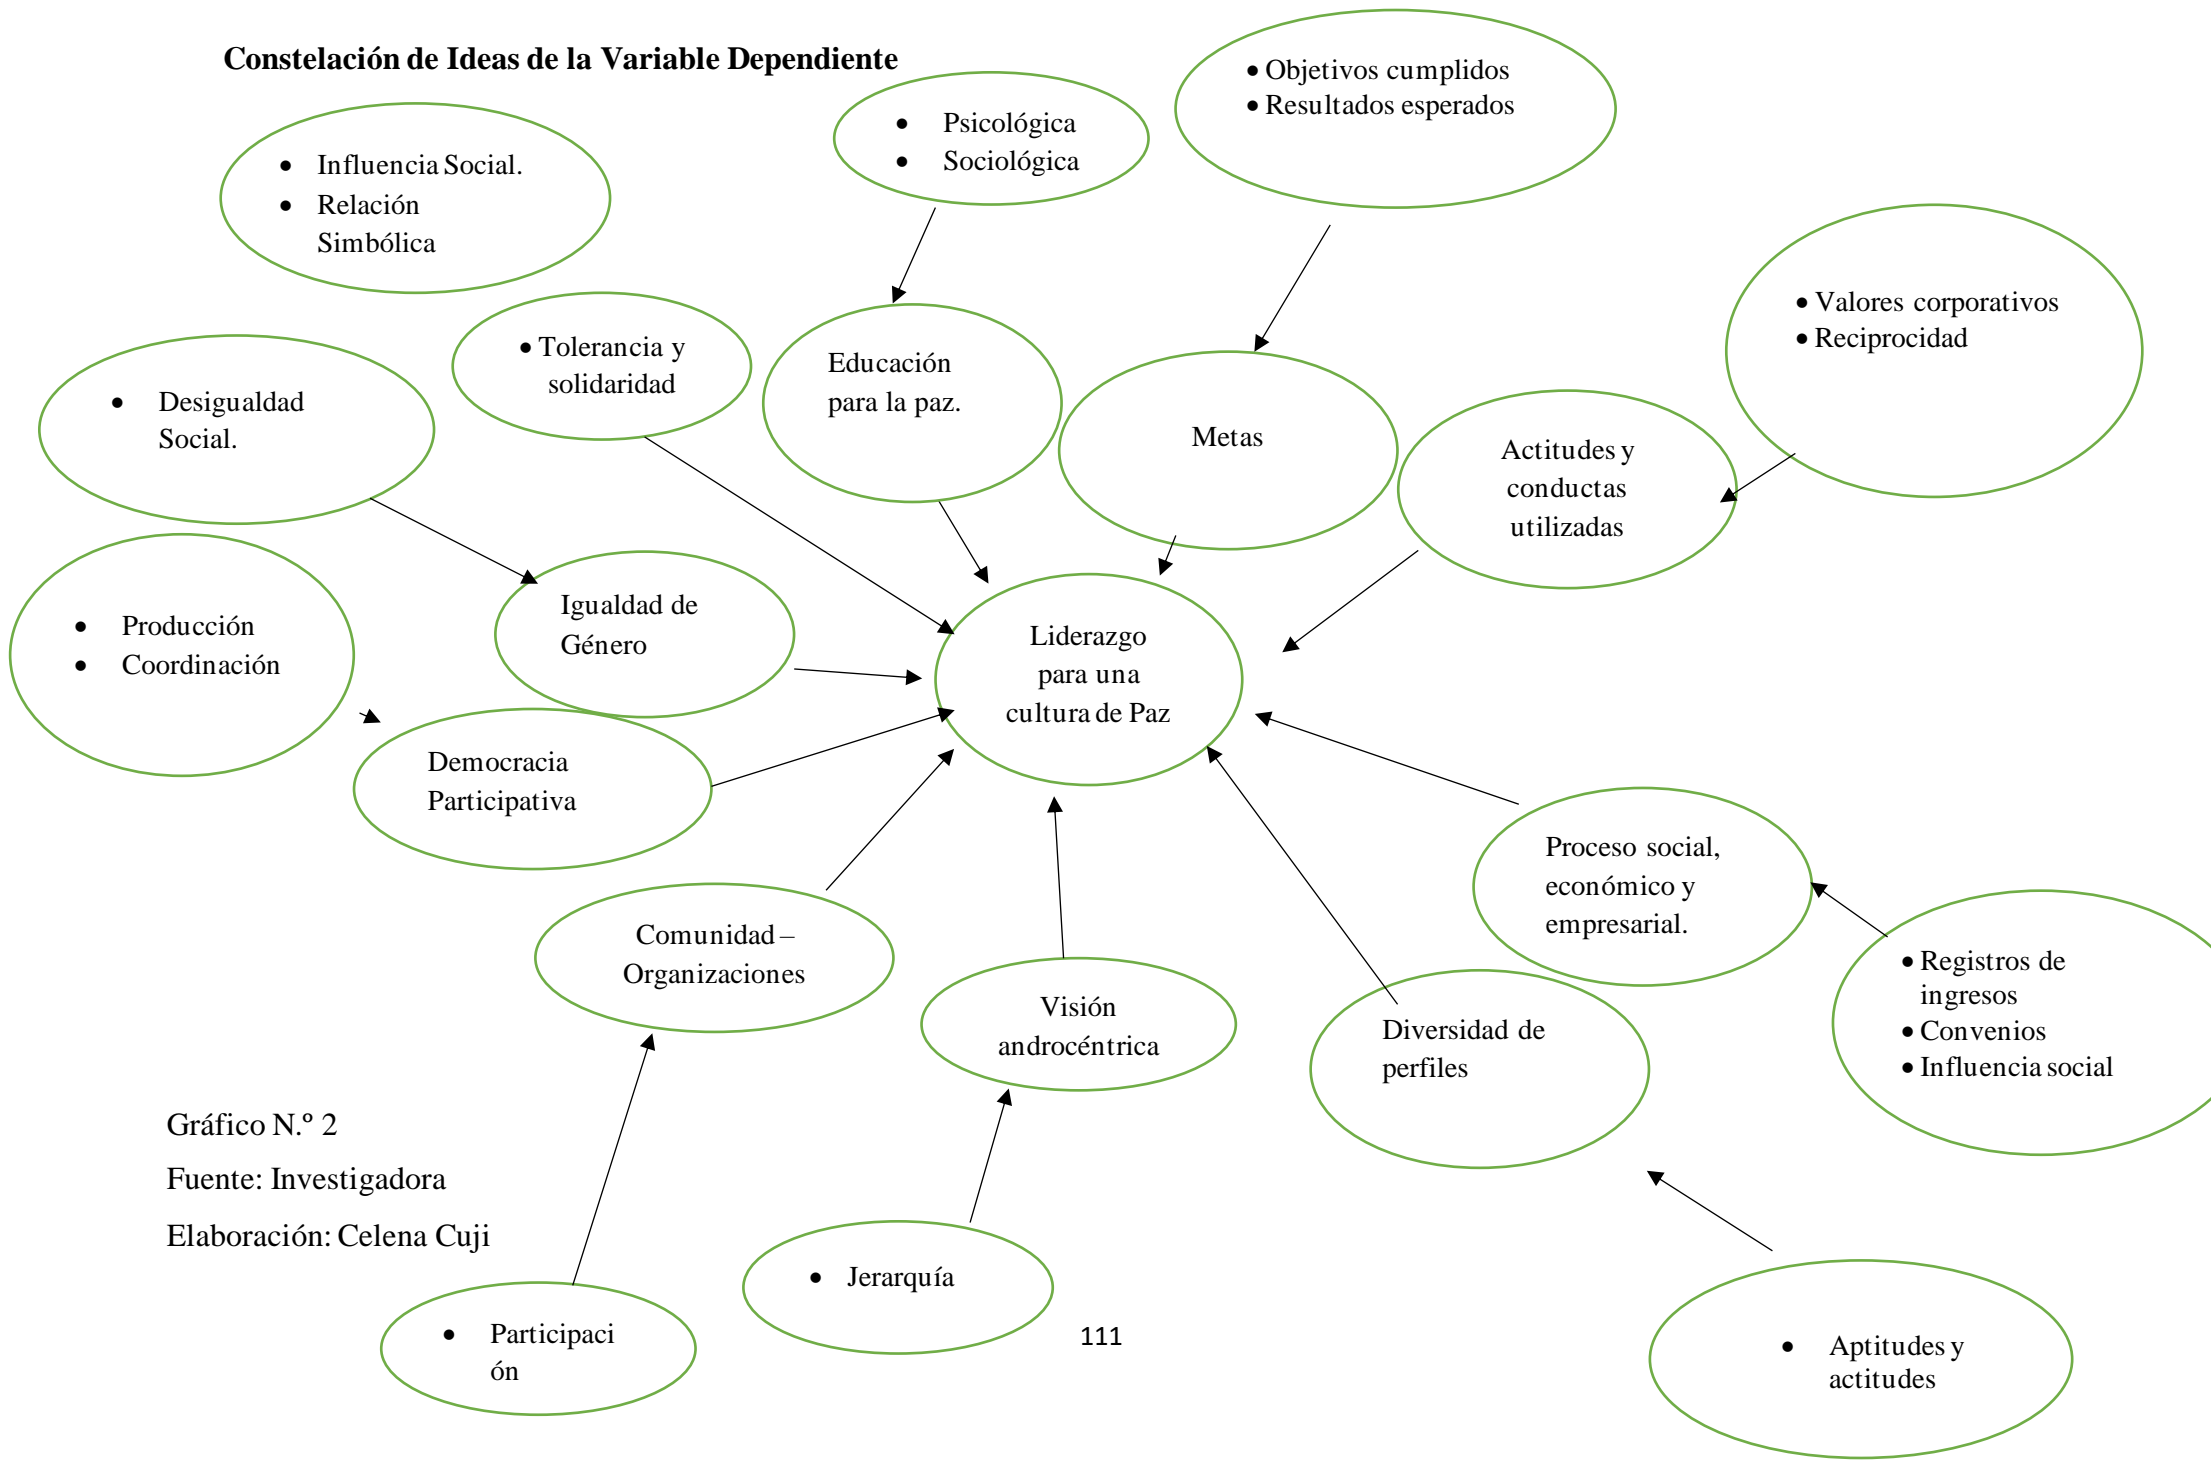 Constelación de Ideas de la Variable Dependiente
• Objetivos cumplidos
• Resultados esperados
• Psicológica
• Sociológica
• Influencia Social.
• Relación
Simbólica
• Valores corporativos
• Reciprocidad
• Tolerancia y
solidaridad
Educación
para la paz.
• Desigualdad
Social.
Metas
Actitudes y
conductas
utilizadas
• Producción
• Coordinación
Igualdad de
Género
Liderazgo
para una
cultura de Paz
Democracia
Participativa
Proceso social,
económico y
empresarial.
Comunidad –
Organizaciones
• Registros de
ingresos
• Convenios
• Influencia social
Visión
androcéntrica
Diversidad de
perfiles
Gráfico N.º 2
Fuente: Investigadora
Elaboración: Celena Cuji
• Jerarquía
• Participaci
ón
• Aptitudes y
actitudes
111